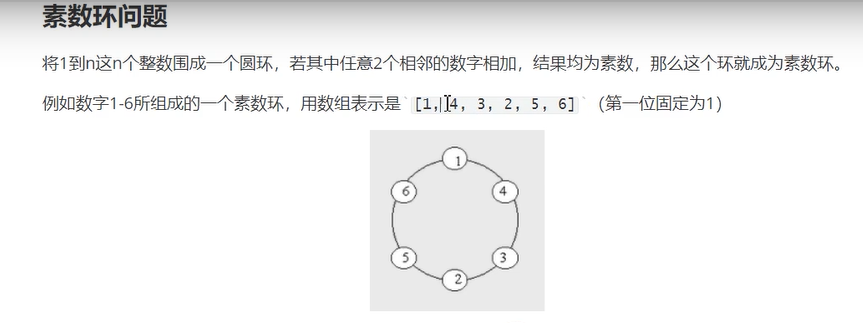 素数环问题
将1到n这n个整数围成一个圆环，若其中任意2个相邻的数字相加，结果均为素数，那么这个环就成为素数环。
例如数字1-6所组成的一个素数环，用数组表示是`[1, 4, 3, 2, 5, 6]`（第一位固定为1）
1
6
4
5
3
2